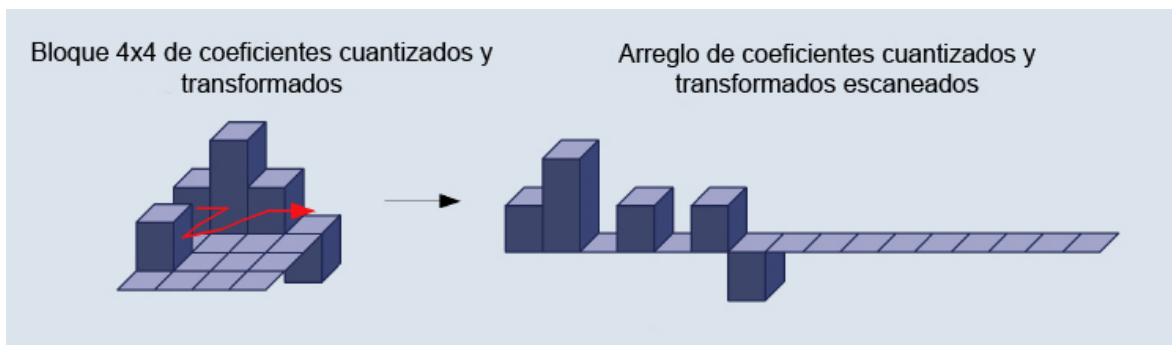 Bloque 4x4 de coeficientes cuantizados y
transformados
Arreglo de coeficientes cuantizados y
transformados escaneados